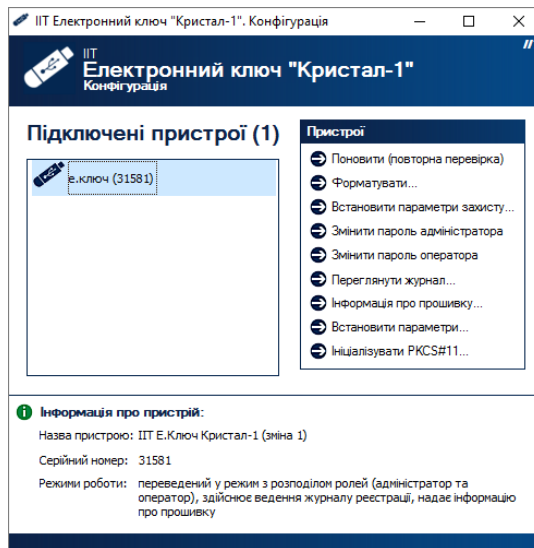 ІІТ Електронний ключ "Кристал-1". Конфігурація
ІІТ
Електронний ключ "Кристал-1"
Конфігурація
Підключені пристрої (1)
е.ключ (31581)
Пристрої
Поновити (повторна перевірка)
Форматувати...
Встановити параметри захисту...
Змінити пароль адміністратора
Змінити пароль оператора
Переглянути журнал...
Інформація про прошивку...
Встановити параметри...
Ініціалізувати PKCS#11...
Інформація про пристрій:
Назва пристрою: ІІТ Е.Ключ Кристал-1 (зміна 1)
Серійний номер: 31581
Режими роботи: переведений у режим з розподілом ролей (адміністратор та
оператор), здійснює ведення журналу реєстрації, надає інформацію
про прошивку